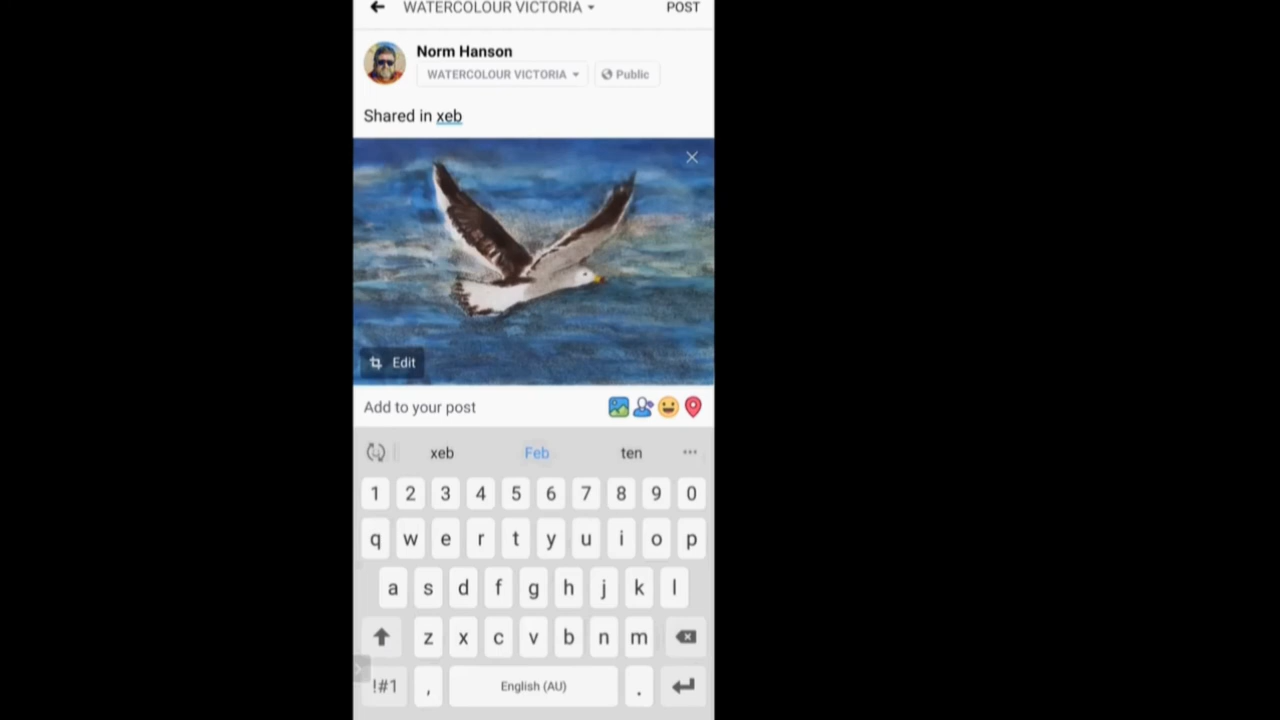 WATERCOLOUR VICTORIA POST
Norm Hanson
WATERCOLOUR VICTORIA Public
Shared in xeb
Edit
Add to your post
xeb Feb ten
1 2 3 4 5 6 7 8 9 0
q w e r t y u i o p
a s d f g h j k l
z x c v b n m
!#1 , English (AU) .